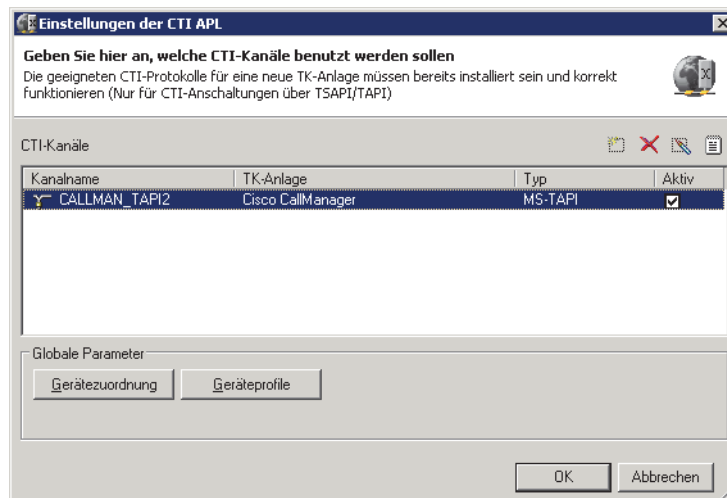 Einstellungen der CTI APL
Geben Sie hier an, welche CTI-Kanäle benutzt werden sollen
Die geeigneten CTI-Protokolle für eine neue TK-Anlage müssen bereits installiert sein und korrekt
funktionieren (Nur für CTI-Anschaltungen über TSAPI/TAPI)
CTI-Kanäle
Kanalname TK-Anlage Typ Aktiv
CALLMAN_TAPI2 Cisco CallManager MS-TAPI
Globale Parameter
Gerätezuordnung Geräteprofile
OK Abbrechen